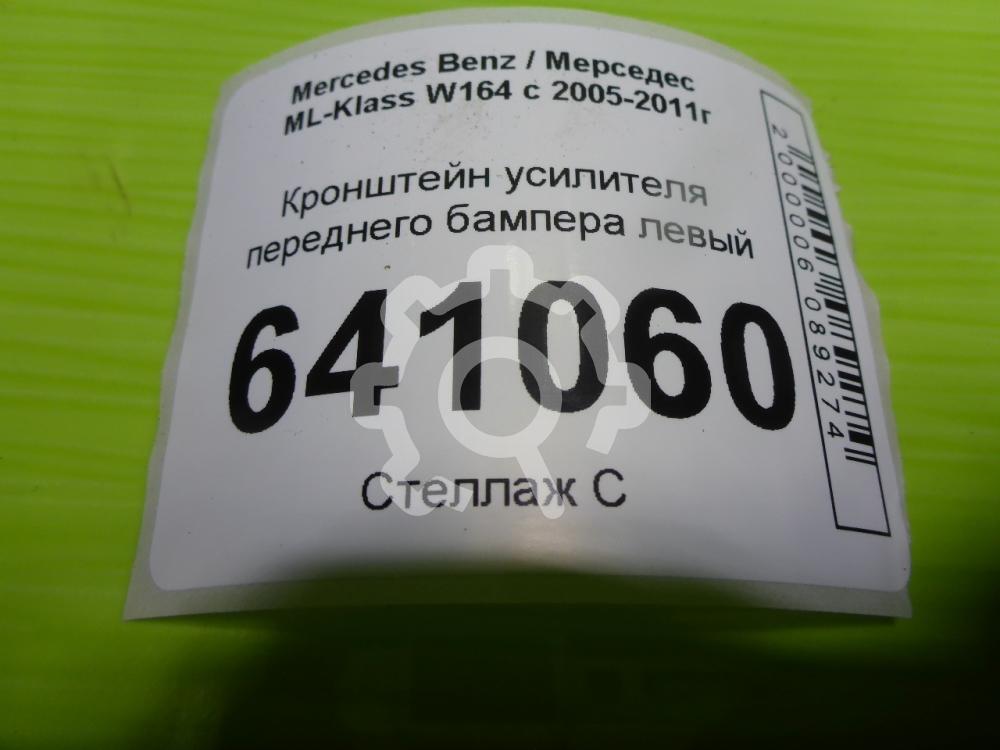 Mercedes Benz / Мерседес
ML-Klass W164 с 2005-2011г
Кронштейн усилителя
переднего бампера левый
641060
Стеллаж С
2000006089274